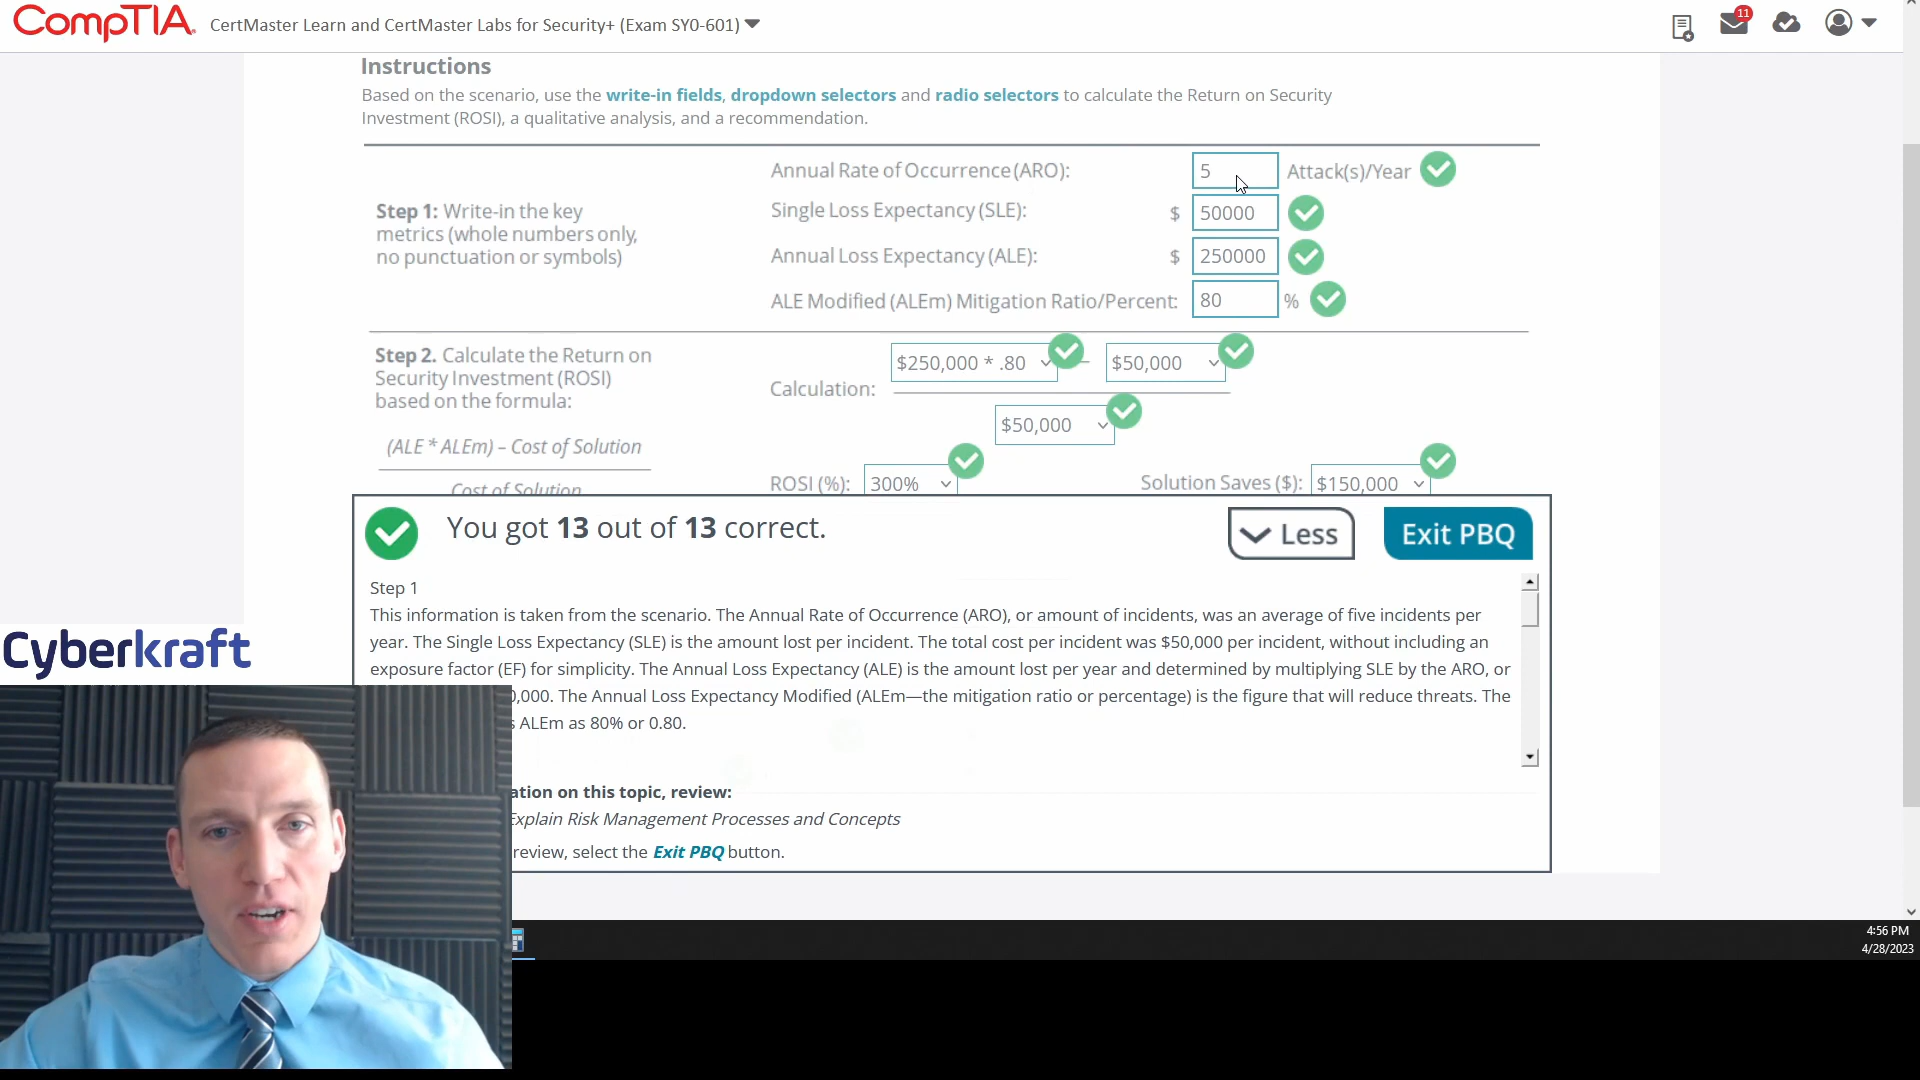 CompTIA.
CertMaster Learn and CertMaster Labs for Security+ (Exam SY0-601)
11
Instructions
Based on the scenario, use the write-in fields, dropdown selectors and radio selectors to calculate the Return on Security
Investment (ROSI), a qualitative analysis, and a recommendation.
Step 1: Write-in the key
metrics (whole numbers only,
no punctuation or symbols)
Annual Rate of Occurrence (ARO): 5 Attack(s)/Year
Single Loss Expectancy (SLE): $ 50000
Annual Loss Expectancy (ALE): $ 250000
ALE Modified (ALEm) Mitigation Ratio/Percent: 80 %
Step 2. Calculate the Return on
Security Investment (ROSI)
based on the formula:
(ALE * ALEm) – Cost of Solution
Cost of Solution
Calculation: $250,000 * .80 – $50,000
$50,000
ROSI (%): 300% Solution Saves ($): $150,000
You got 13 out of 13 correct.
Less
Exit PBQ
Step 1
This information is taken from the scenario. The Annual Rate of Occurrence (ARO), or amount of incidents, was an average of five incidents per
year. The Single Loss Expectancy (SLE) is the amount lost per incident. The total cost per incident was $50,000 per incident, without including an
exposure factor (EF) for simplicity. The Annual Loss Expectancy (ALE) is the amount lost per year and determined by multiplying SLE by the ARO, or
0,000. The Annual Loss Expectancy Modified (ALEm—the mitigation ratio or percentage) is the figure that will reduce threats. The
s ALEm as 80% or 0.80.
ation on this topic, review:
Explain Risk Management Processes and Concepts
review, select the Exit PBQ button.
Cyberkraft
4:56 PM
4/28/2023